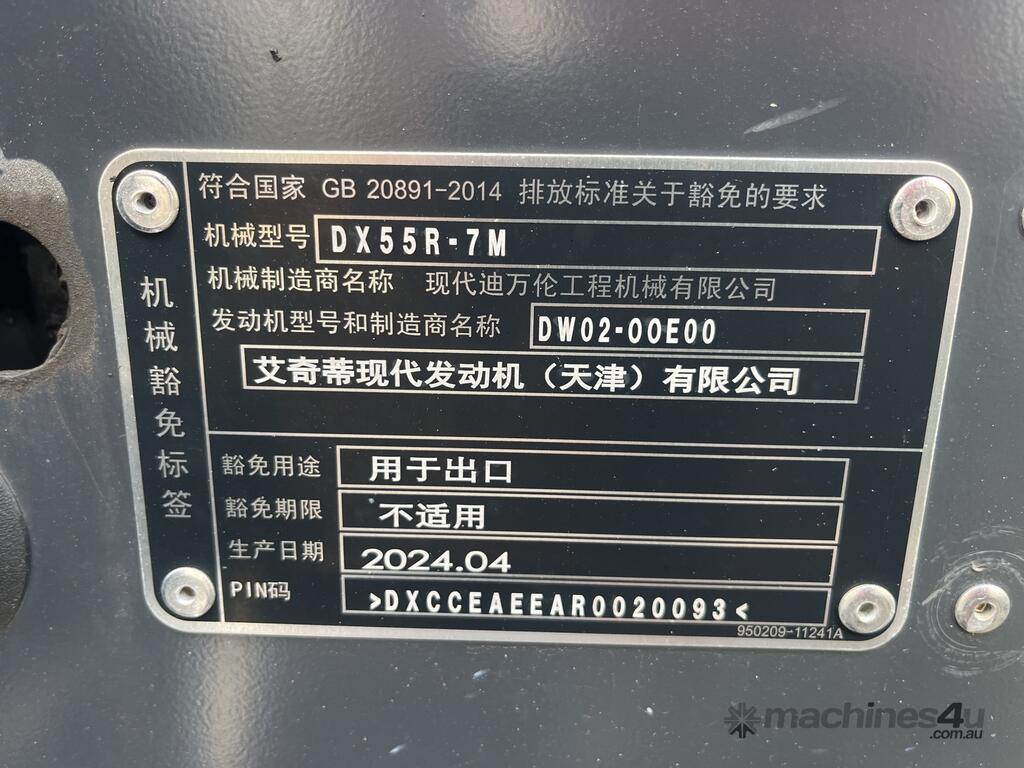 机械豁免标签
符合国家 GB 20891-2014 排放标准关于豁免的要求
机械型号 DX55R-7M
机械制造商名称 现代迪万伦工程机械有限公司
发动机型号和制造商名称 DW02-00E00
艾奇蒂现代发动机（天津）有限公司
豁免用途 用于出口
豁免期限 不适用
生产日期 2024.04
PIN码 >DXCCEAEEAR0020093<
950209-11241A
machines4u
.com.au